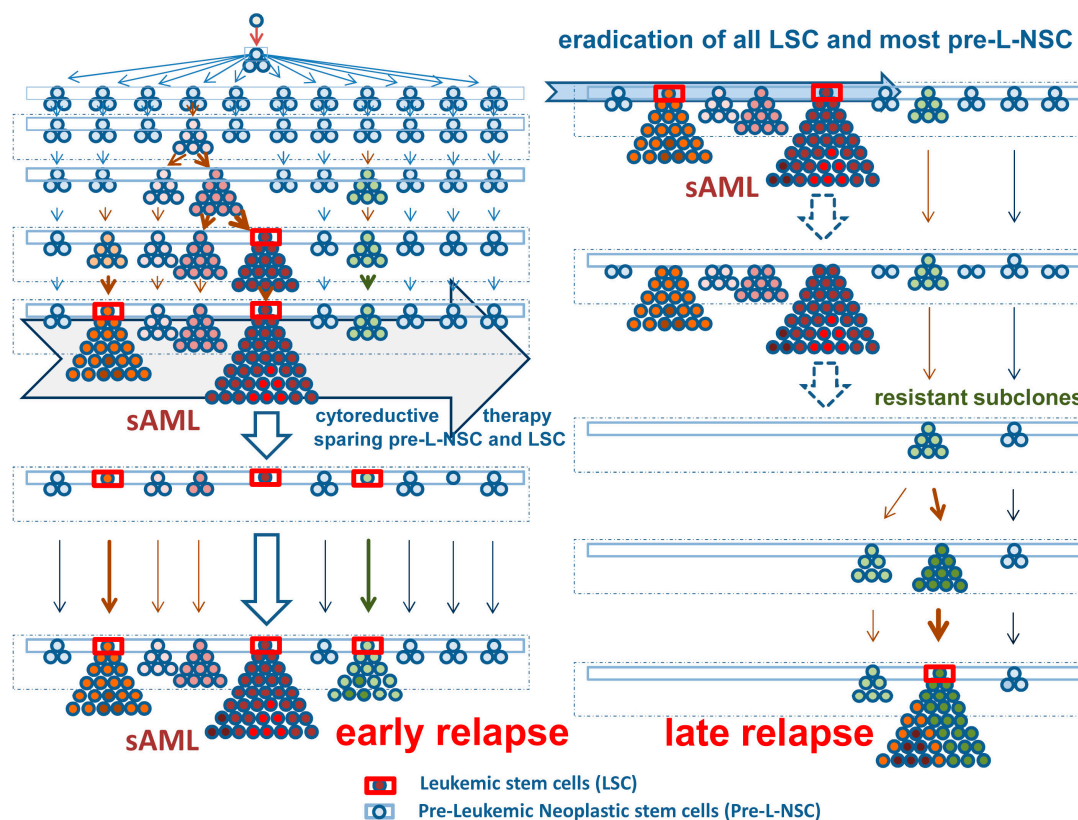 eradication of all LSC and most pre-L-NSC
sAML
sAML
cytoreductive therapy
sparing pre-L-NSC and LSC
resistant subclones
sAML
early relapse
late relapse
Leukemic stem cells (LSC)
Pre-Leukemic Neoplastic stem cells (Pre-L-NSC)